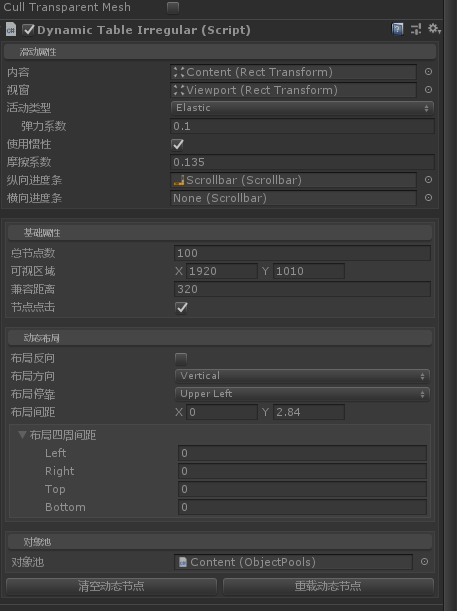 Cull Transparent Mesh
Dynamic Table Irregular (Script)
滑动属性
内容 Content (Rect Transform)
视窗 Viewport (Rect Transform)
活动类型 Elastic
弹力系数 0.1
使用惯性
摩擦系数 0.135
纵向进度条 Scrollbar (Scrollbar)
横向进度条 None (Scrollbar)
基础属性
总节点数 100
可视区域 X 1920 Y 1010
兼容距离 320
节点点击
动态布局
布局反向
布局方向 Vertical
布局停靠 Upper Left
布局间距 X 0 Y 2.84
布局四周间距
Left 0
Right 0
Top 0
Bottom 0
对象池
对象池 Content (ObjectPools)
清空动态节点 重载动态节点